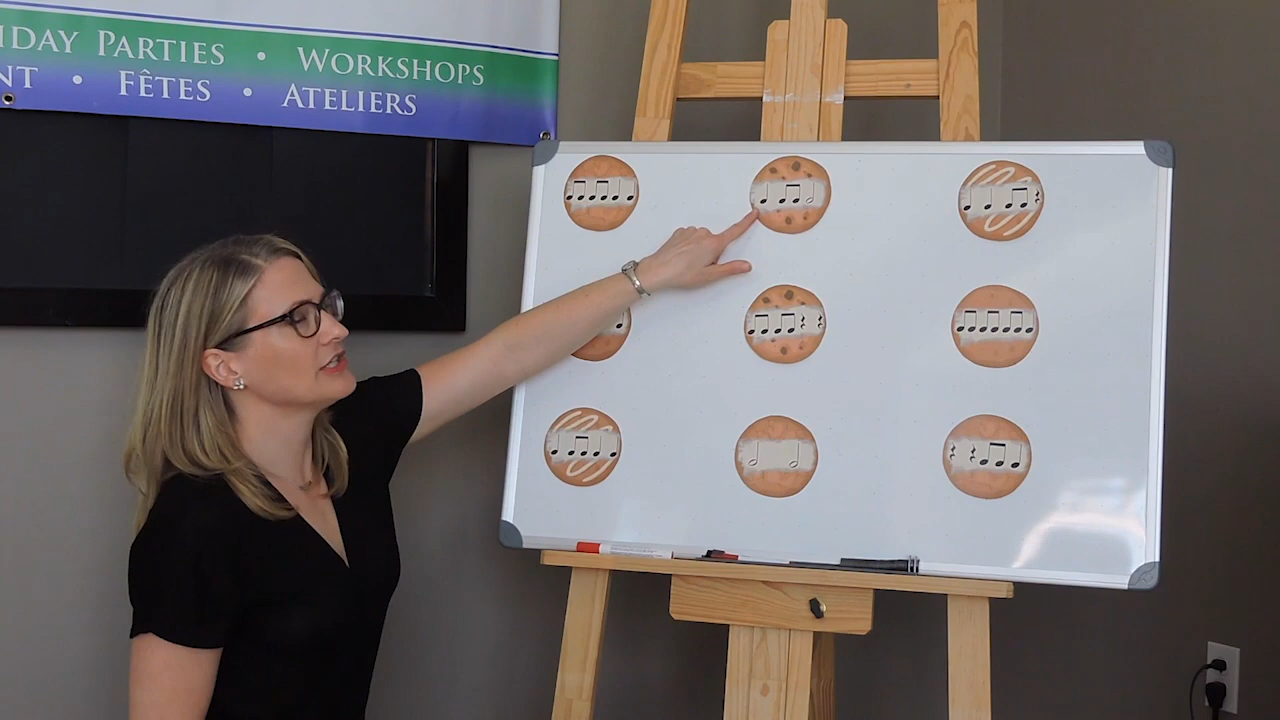 IDAY PARTIES • WORKSHOPS
NT • FÊTES • ATELIERS